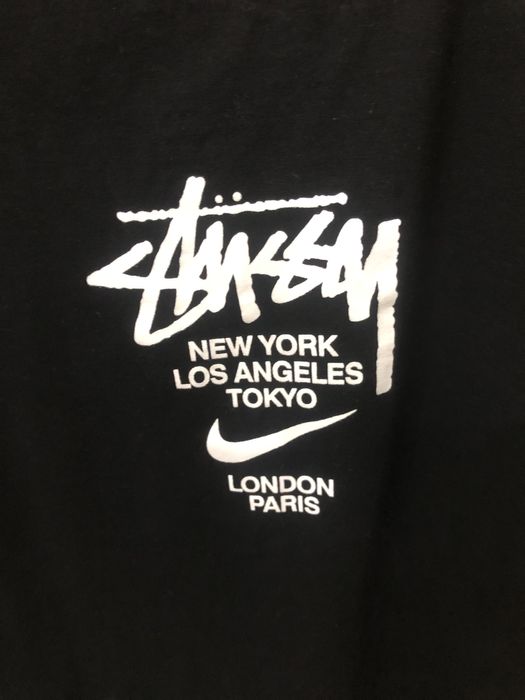 STÜSSY
NEW YORK
LOS ANGELES
TOKYO
LONDON
PARIS